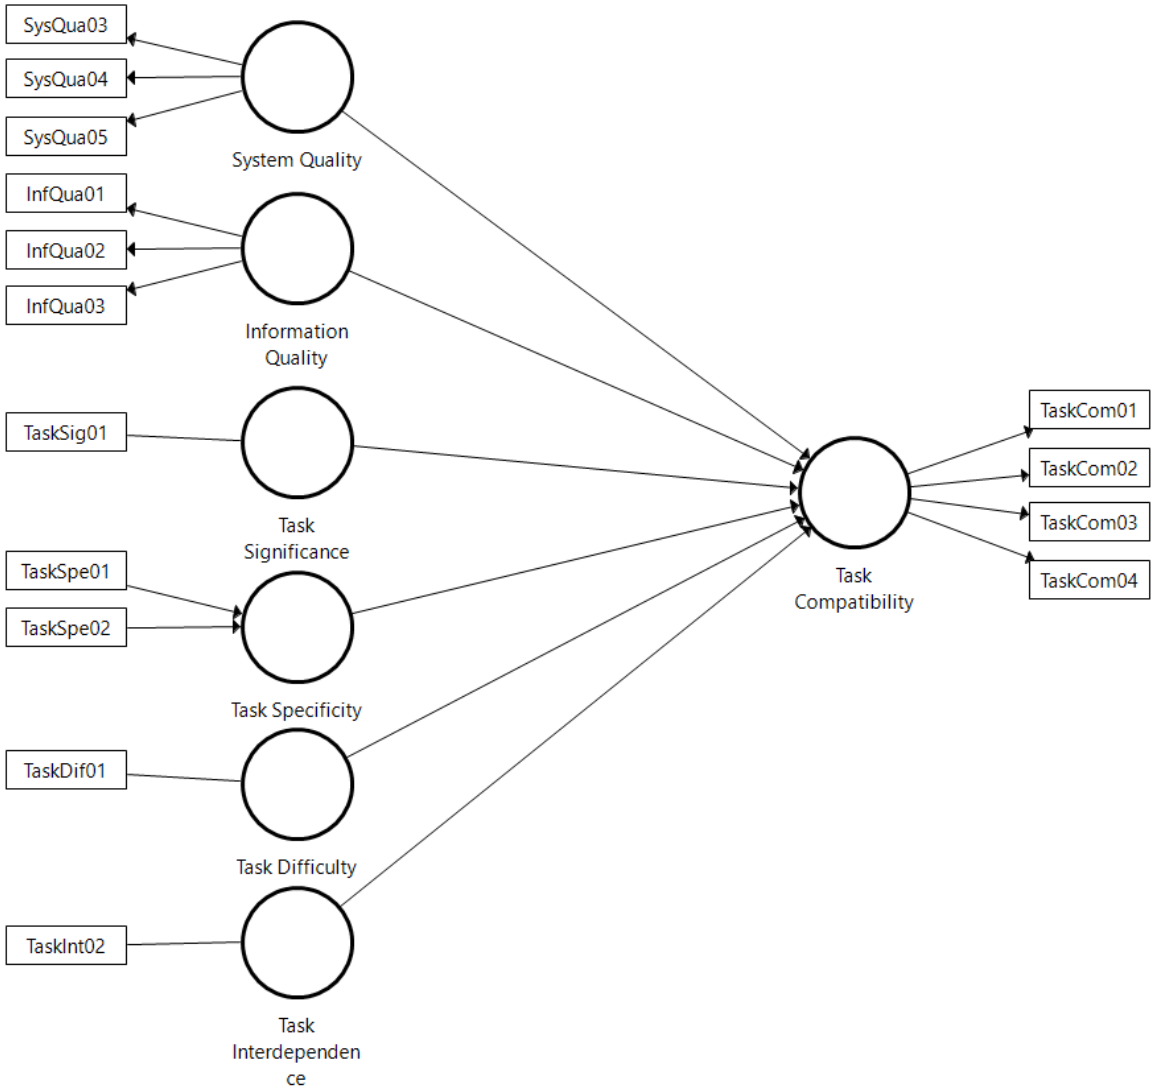 SysQua03
SysQua04
SysQua05
System Quality
InfQua01
InfQua02
InfQua03
Information
Quality
TaskSig01
Task
Significance
TaskSpe01
TaskSpe02
Task Specificity
TaskDif01
Task Difficulty
TaskInt02
Task
Interdependen
ce
Task
Compatibility
TaskCom01
TaskCom02
TaskCom03
TaskCom04